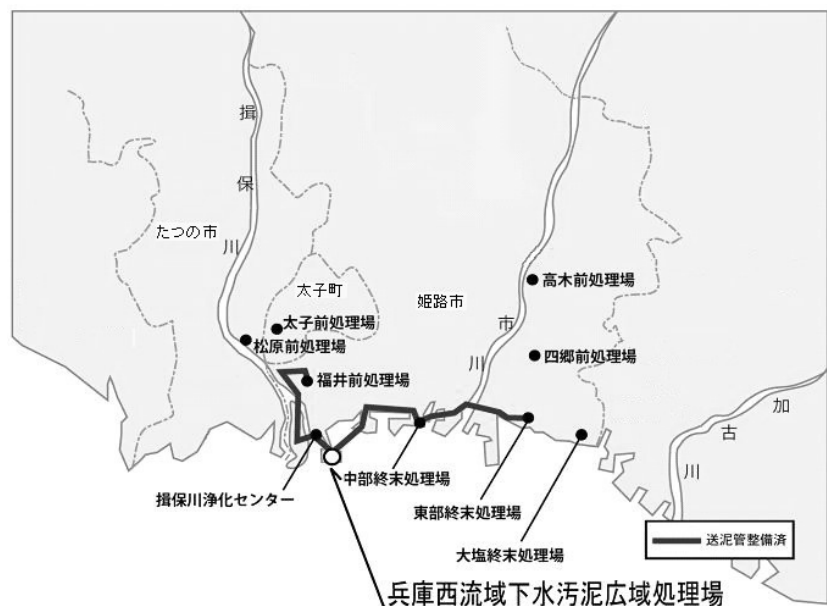 揖保川
たつの市
太子町
姫路市
市川
加古川
高木前処理場
太子前処理場
松原前処理場
四郷前処理場
福井前処理場
中部終末処理場
揖保川浄化センター
東部終末処理場
大塩終末処理場
送泥管整備済
兵庫西流域下水汚泥広域処理場